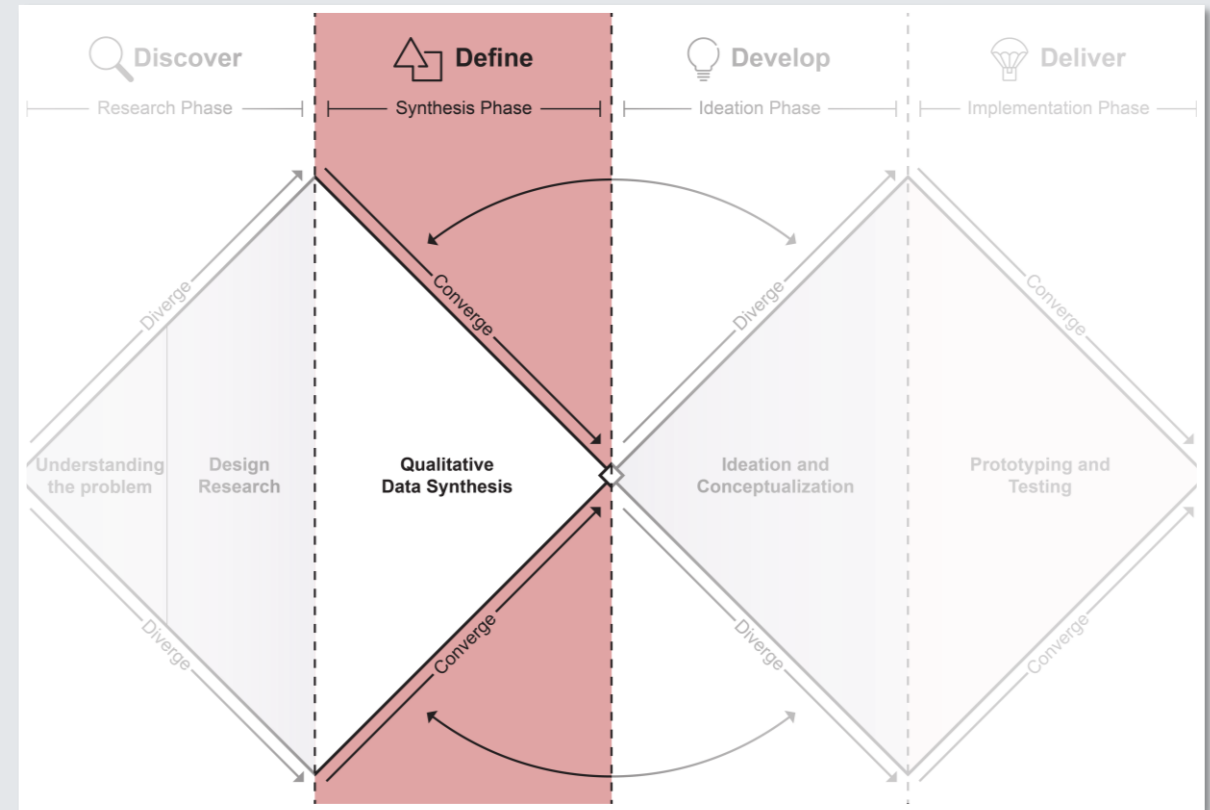 Discover
Define
Develop
Deliver
Research Phase
Synthesis Phase
Ideation Phase
Implementation Phase
Diverge
Converge
Diverge
Converge
Understanding
the problem
Design
Research
Qualitative
Data Synthesis
Ideation and
Conceptualization
Prototyping and
Testing
Diverge
Converge
Diverge
Converge